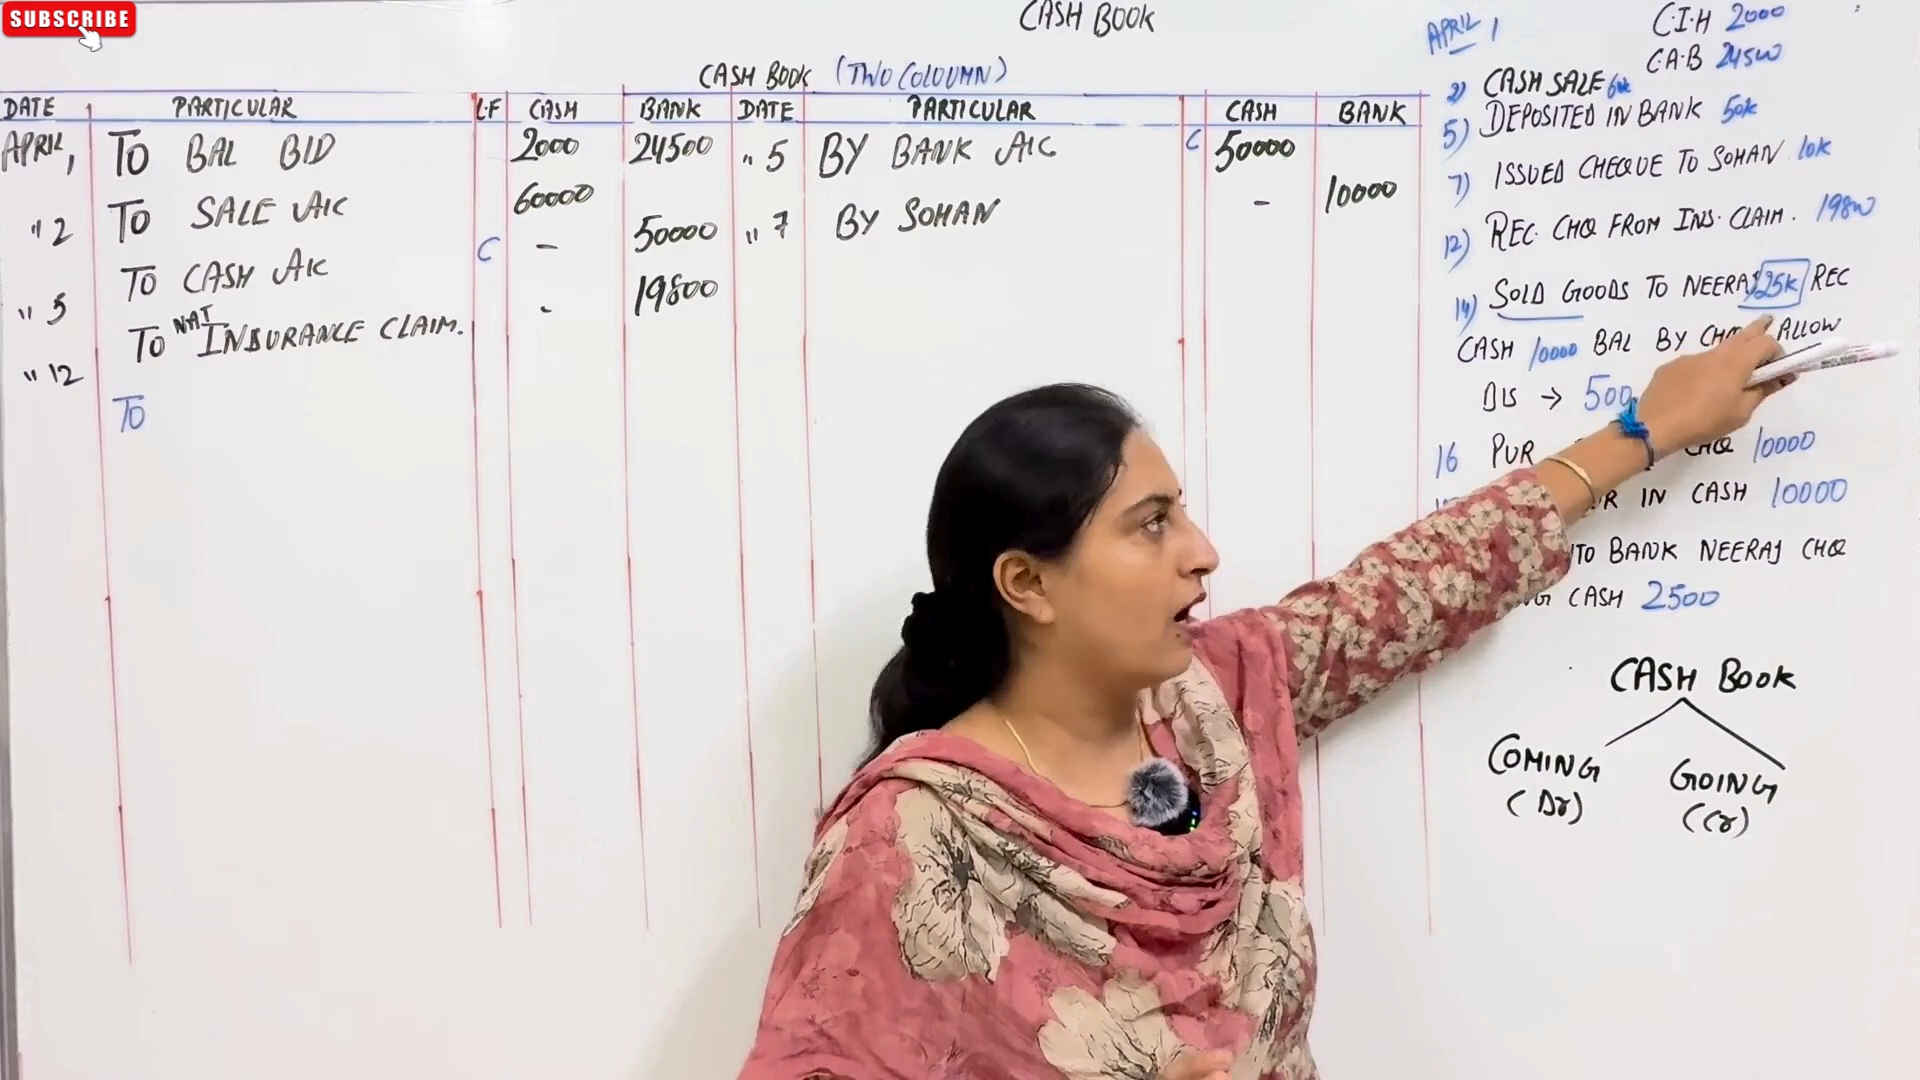 SUBSCRIBE
CASH BOOK
CASH BOOK (TWO COLOUMN)
DATE PARTICULAR L·F CASH BANK DATE PARTICULAR CASH BANK
APRIL 1 TO BAL B/D 2000 24500 " 5 BY BANK A/C C 50000
" 2 TO SALE A/C 60000 " 7 BY SOHAN - 10000
" 5 TO CASH A/C C - 50000
" 12 TO NAT INSURANCE CLAIM. - 19800
TO
APRIL 1 C·I·H 2000
C·A·B 24500
2) CASH SALE 60k
5) DEPOSITED IN BANK 50K
7) ISSUED CHEQUE TO SOHAN 10K
12) REC. CHQ FROM INS. CLAIM. 19800
14) SOLD GOODS TO NEERAJ 25K REC
CASH 10000 BAL BY ALLOW
DIS → 500
16 PUR CHQ 10000
IN CASH 10000
TO BANK NEERAJ CHQ
CASH 2500
CASH BOOK
COMING GOING
(Dr) (Cr)